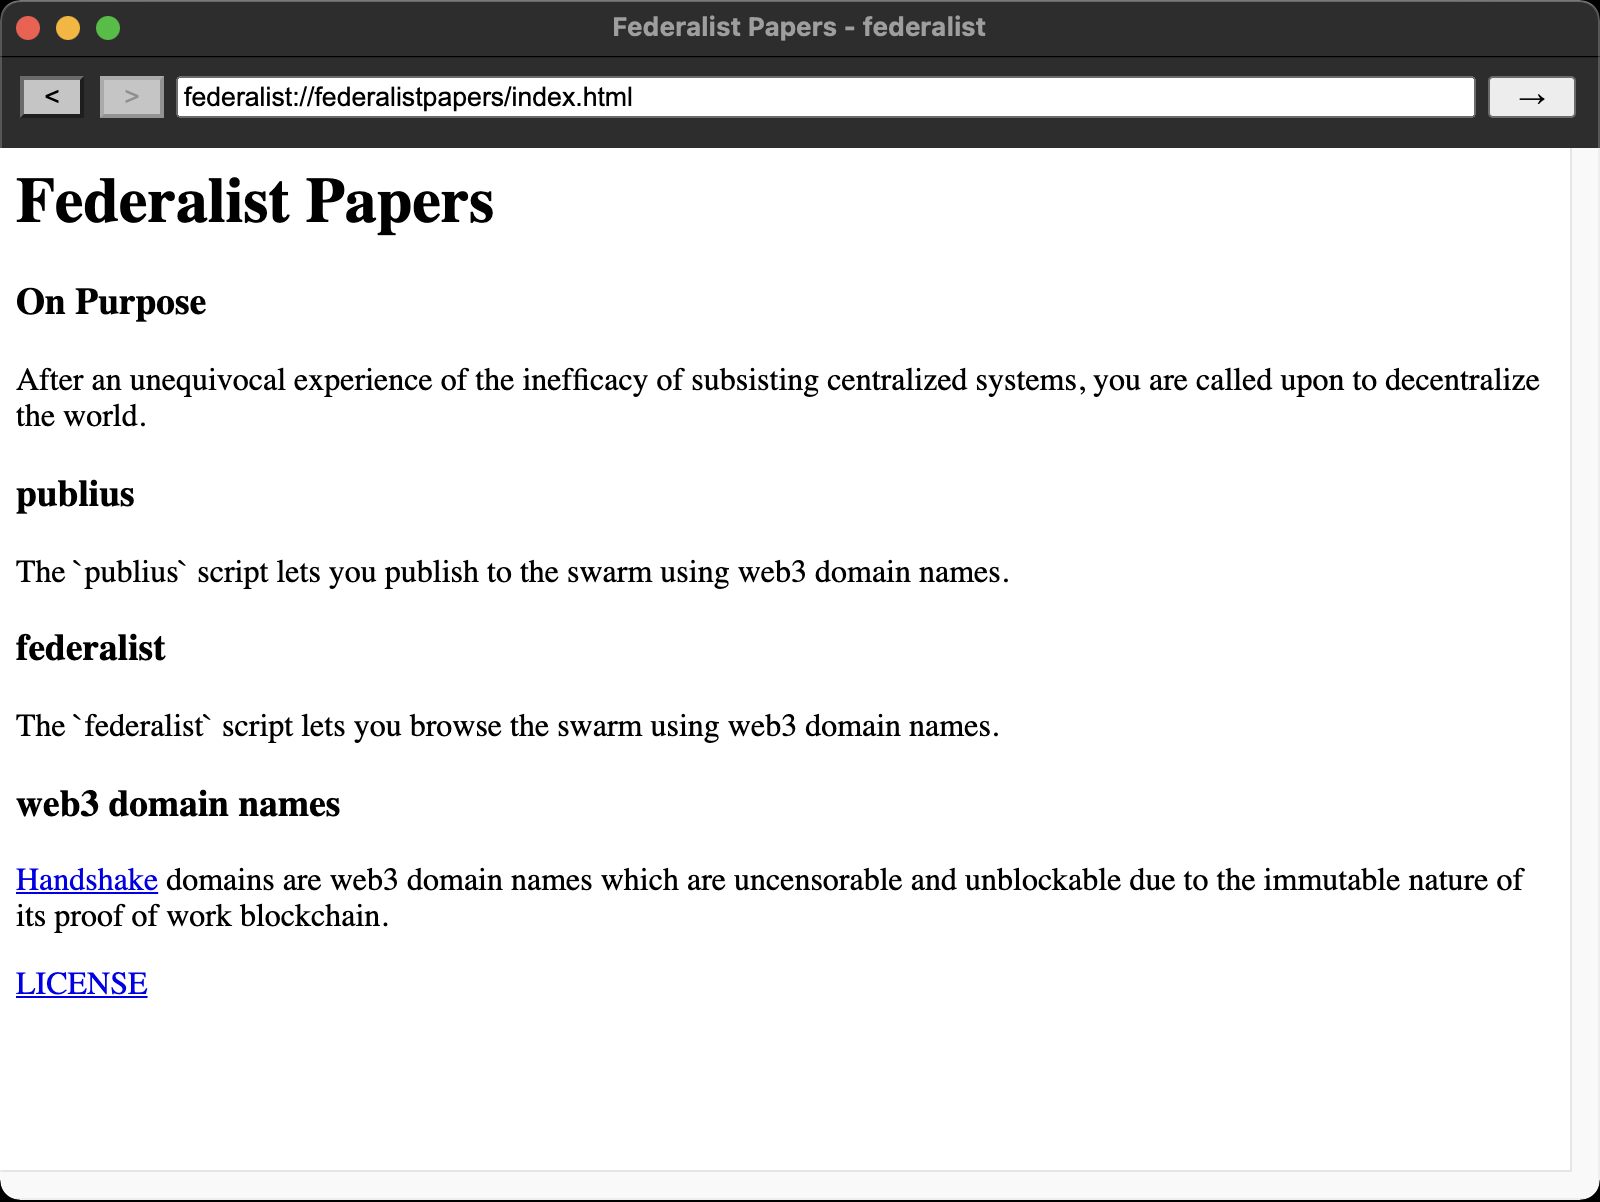 Federalist Papers - federalist
< > federalist://federalistpapers/index.html →
Federalist Papers
On Purpose
After an unequivocal experience of the inefficacy of subsisting centralized systems, you are called upon to decentralize
the world.
publius
The `publius` script lets you publish to the swarm using web3 domain names.
federalist
The `federalist` script lets you browse the swarm using web3 domain names.
web3 domain names
Handshake domains are web3 domain names which are uncensorable and unblockable due to the immutable nature of
its proof of work blockchain.
LICENSE